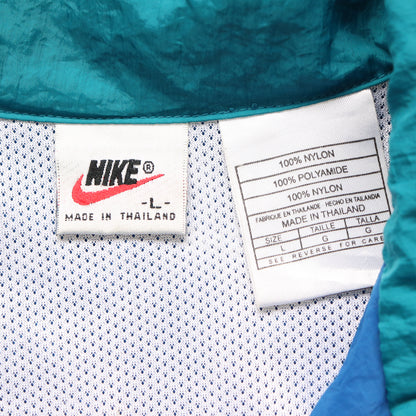 NIKE®
-L-
MADE IN THAILAND
100% NYLON
100% POLYAMIDE
100% NYLON
FABRIQUE EN THAILANDE HECHO EN TAILANDIA
MADE IN THAILAND
SIZE TAILLE TALLA
L G G
SEE REVERSE FOR CARE